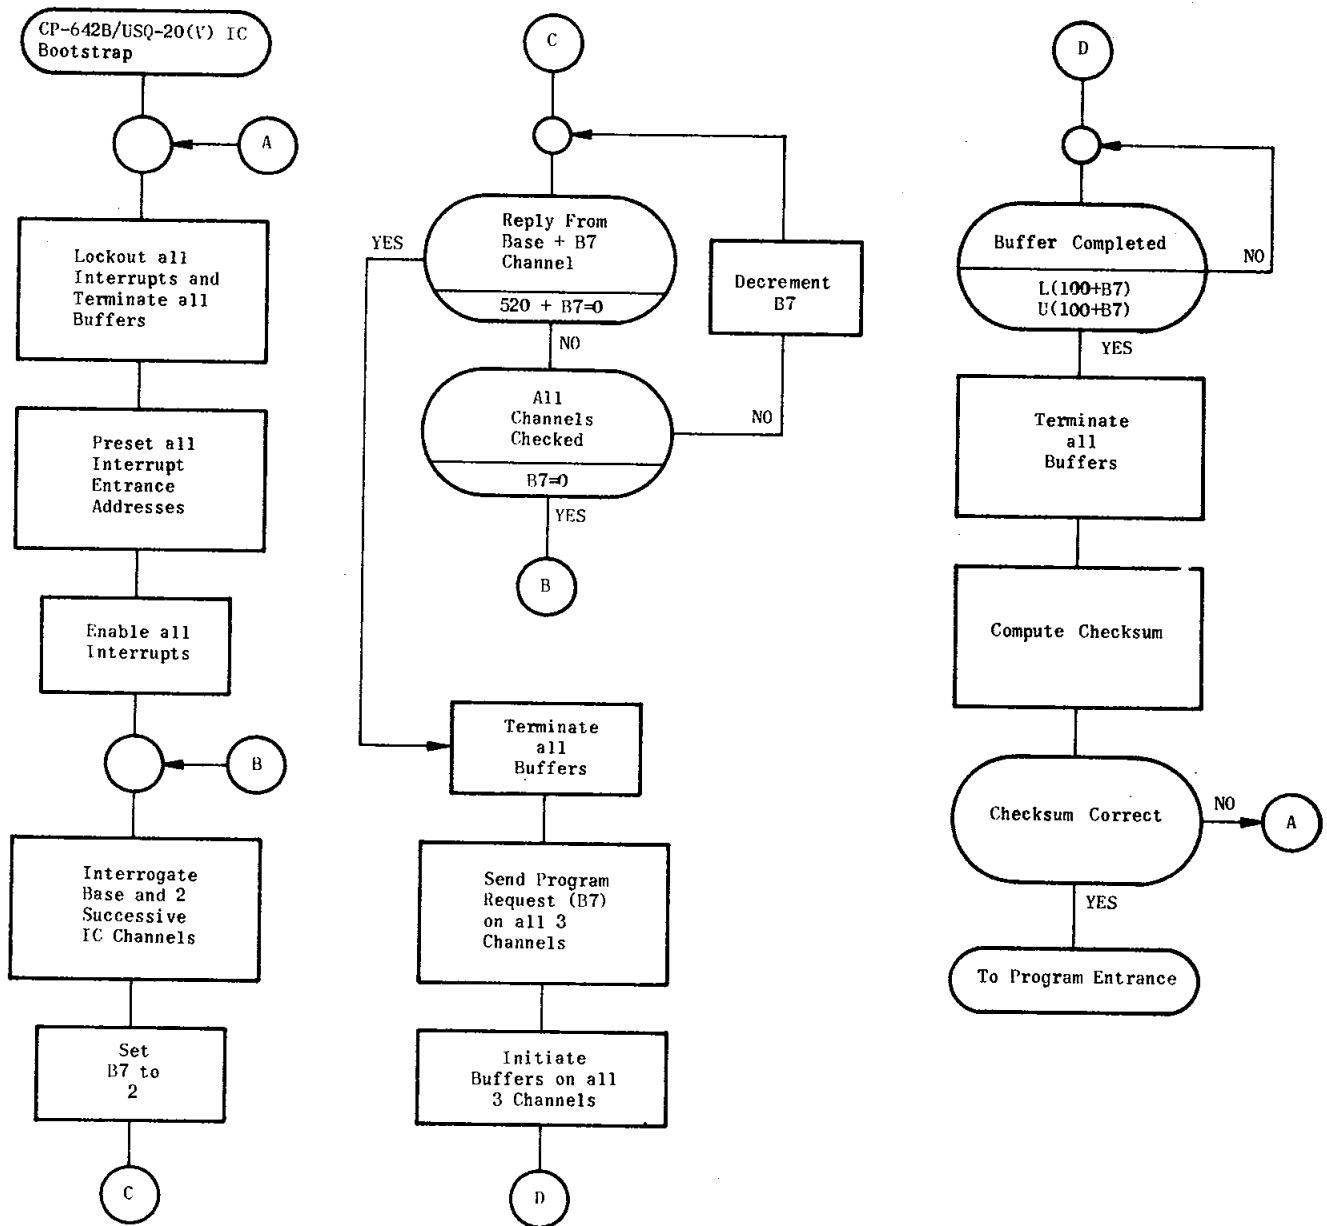 CP-642B/USQ-20(V) IC
Bootstrap
A
Lockout all
Interrupts and
Terminate all
Buffers
Preset all
Interrupt
Entrance
Addresses
Enable all
Interrupts
B
Interrogate
Base and 2
Successive
IC Channels
Set
B7 to
2
C
C
Reply From
Base + B7
Channel
520 + B7=0
YES
NO
Decrement
B7
All
Channels
Checked
B7=0
NO
YES
B
Terminate
all
Buffers
Send Program
Request (B7)
on all 3
Channels
Initiate
Buffers on all
3 Channels
D
D
Buffer Completed
L(100+B7)
U(100+B7)
NO
YES
Terminate
all
Buffers
Compute Checksum
Checksum Correct
NO
A
YES
To Program Entrance